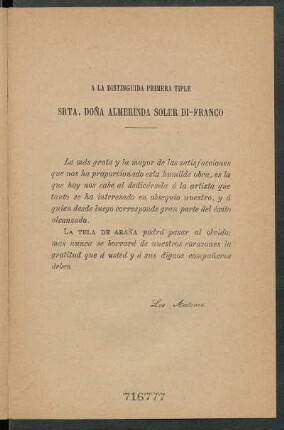 A LA DISTINGUIDA PRIMERA TIPLE
SRTA. DOÑA ALMERINDA SOLER DI-FRANCO
La más grata y la mayor de las satisfacciones
que nos ha proporcionado esta humilde obra, es la
que hoy nos cabe al dedicársela á la artista que
tanto se ha interesado en obsequio nuestro, y á
quien desde luego corresponde gran parte del éxito
alcanzado.
LA TELA DE ARAÑA podrá pasar al olvido;
mas nunca se borrará de nuestros corazones la
gratitud que á usted y á sus dignos compañeros
deben
Los Autores.
716777